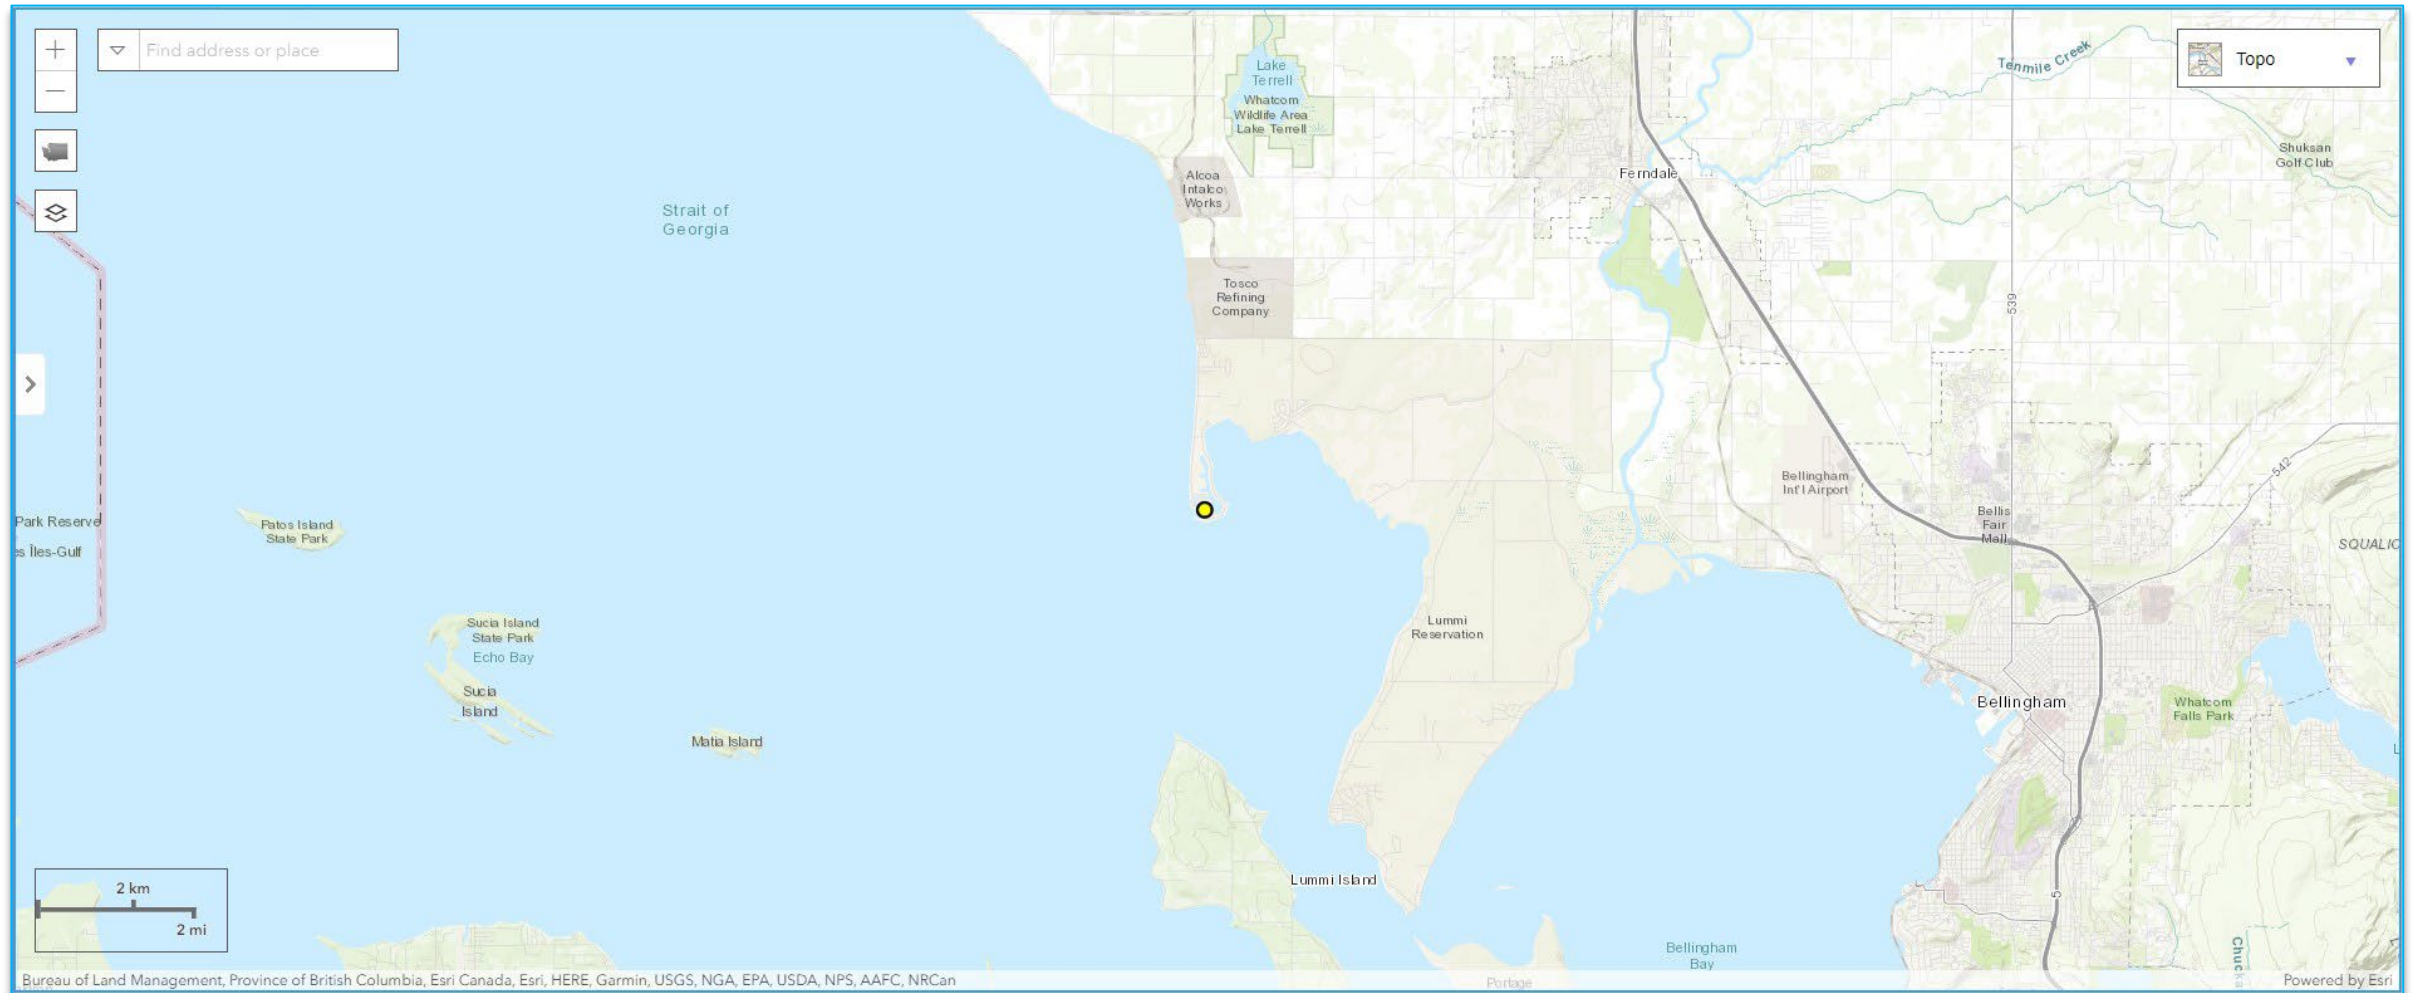 Find address or place
Topo
Lake
Terrell
Whatcom
Wildlife Area
Lake Terrell
Tenmile Creek
Shuksan
Golf Club
Alcoa
Intalco
Works
Ferndale
Strait of
Georgia
Tosco
Refining
Company
539
542
Bellingham
Int'l Airport
Bellis
Fair
Mall
SQUALIC
Park Reserve
es Îles-Gulf
Patos Island
State Park
Sucia Island
State Park
Echo Bay
Sucia
Island
Matia Island
Lummi
Reservation
Bellingham
Whatcom
Falls Park
L
Lummi Island
5
Bellingham
Bay
Chuck
2 km
2 mi
Bureau of Land Management, Province of British Columbia, Esri Canada, Esri, HERE, Garmin, USGS, NGA, EPA, USDA, NPS, AAFC, NRCan
Portage
Powered by Esri